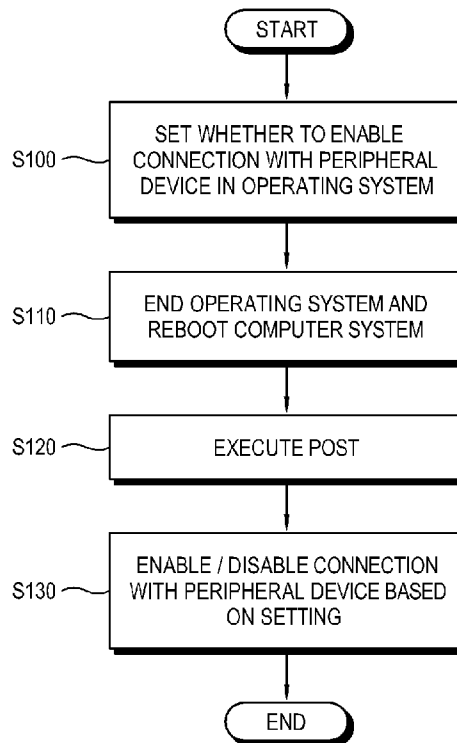 START
S100
SET WHETHER TO ENABLE
CONNECTION WITH PERIPHERAL
DEVICE IN OPERATING SYSTEM
S110
END OPERATING SYSTEM AND
REBOOT COMPUTER SYSTEM
S120
EXECUTE POST
S130
ENABLE / DISABLE CONNECTION
WITH PERIPHERAL DEVICE BASED
ON SETTING
END